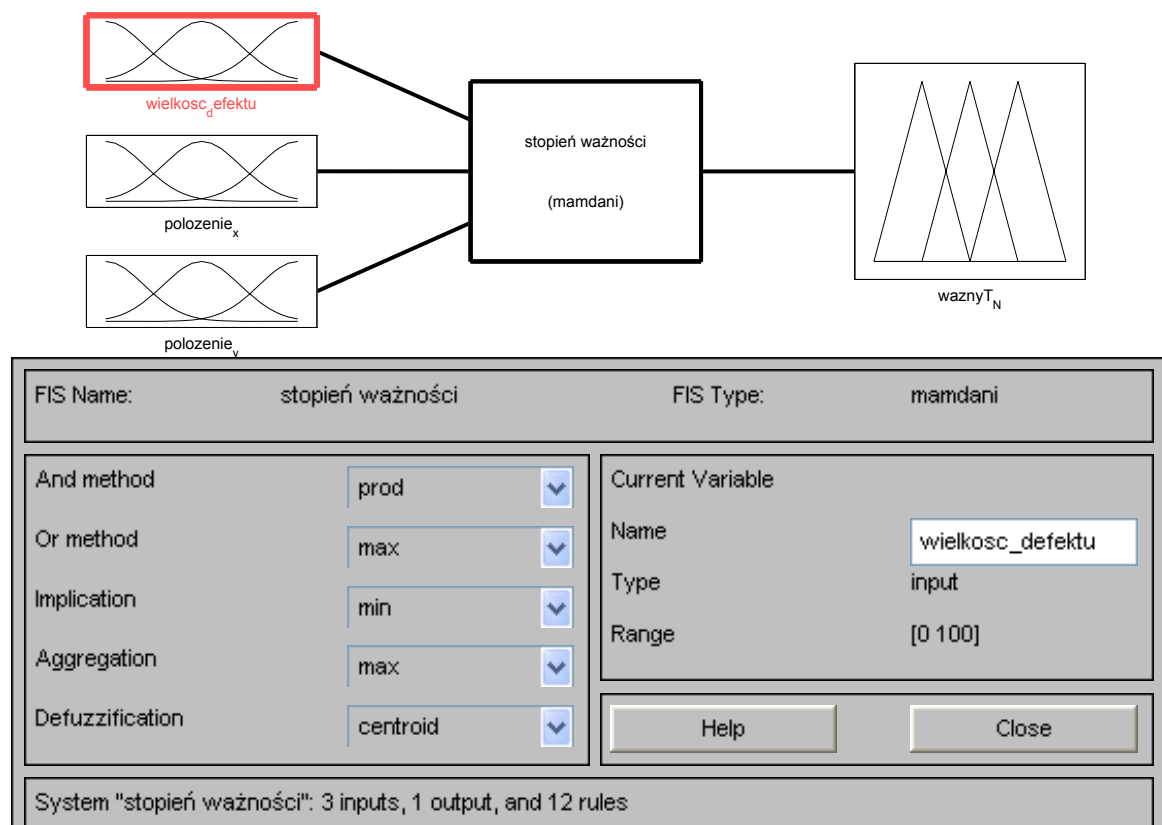 wielkosc_defektu
stopień ważności
(mamdani)
polozenie_x
waznyT_N
polozenie_y
FIS Name: stopień ważności FIS Type: mamdani
And method prod
Or method max
Implication min
Aggregation max
Defuzzification centroid
Current Variable
Name wielkosc_defektu
Type input
Range [0 100]
Help Close
System "stopień ważności": 3 inputs, 1 output, and 12 rules